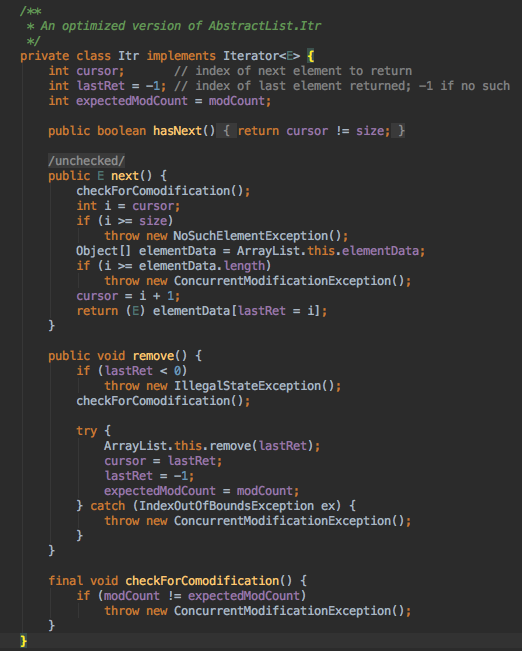 /**
 * An optimized version of AbstractList.Itr
 */
private class Itr implements Iterator<E> {
    int cursor;       // index of next element to return
    int lastRet = -1; // index of last element returned; -1 if no such
    int expectedModCount = modCount;

    public boolean hasNext() { return cursor != size; }

    /unchecked/
    public E next() {
        checkForComodification();
        int i = cursor;
        if (i >= size)
            throw new NoSuchElementException();
        Object[] elementData = ArrayList.this.elementData;
        if (i >= elementData.length)
            throw new ConcurrentModificationException();
        cursor = i + 1;
        return (E) elementData[lastRet = i];
    }

    public void remove() {
        if (lastRet < 0)
            throw new IllegalStateException();
        checkForComodification();

        try {
            ArrayList.this.remove(lastRet);
            cursor = lastRet;
            lastRet = -1;
            expectedModCount = modCount;
        } catch (IndexOutOfBoundsException ex) {
            throw new ConcurrentModificationException();
        }
    }

    final void checkForComodification() {
        if (modCount != expectedModCount)
            throw new ConcurrentModificationException();
    }
}